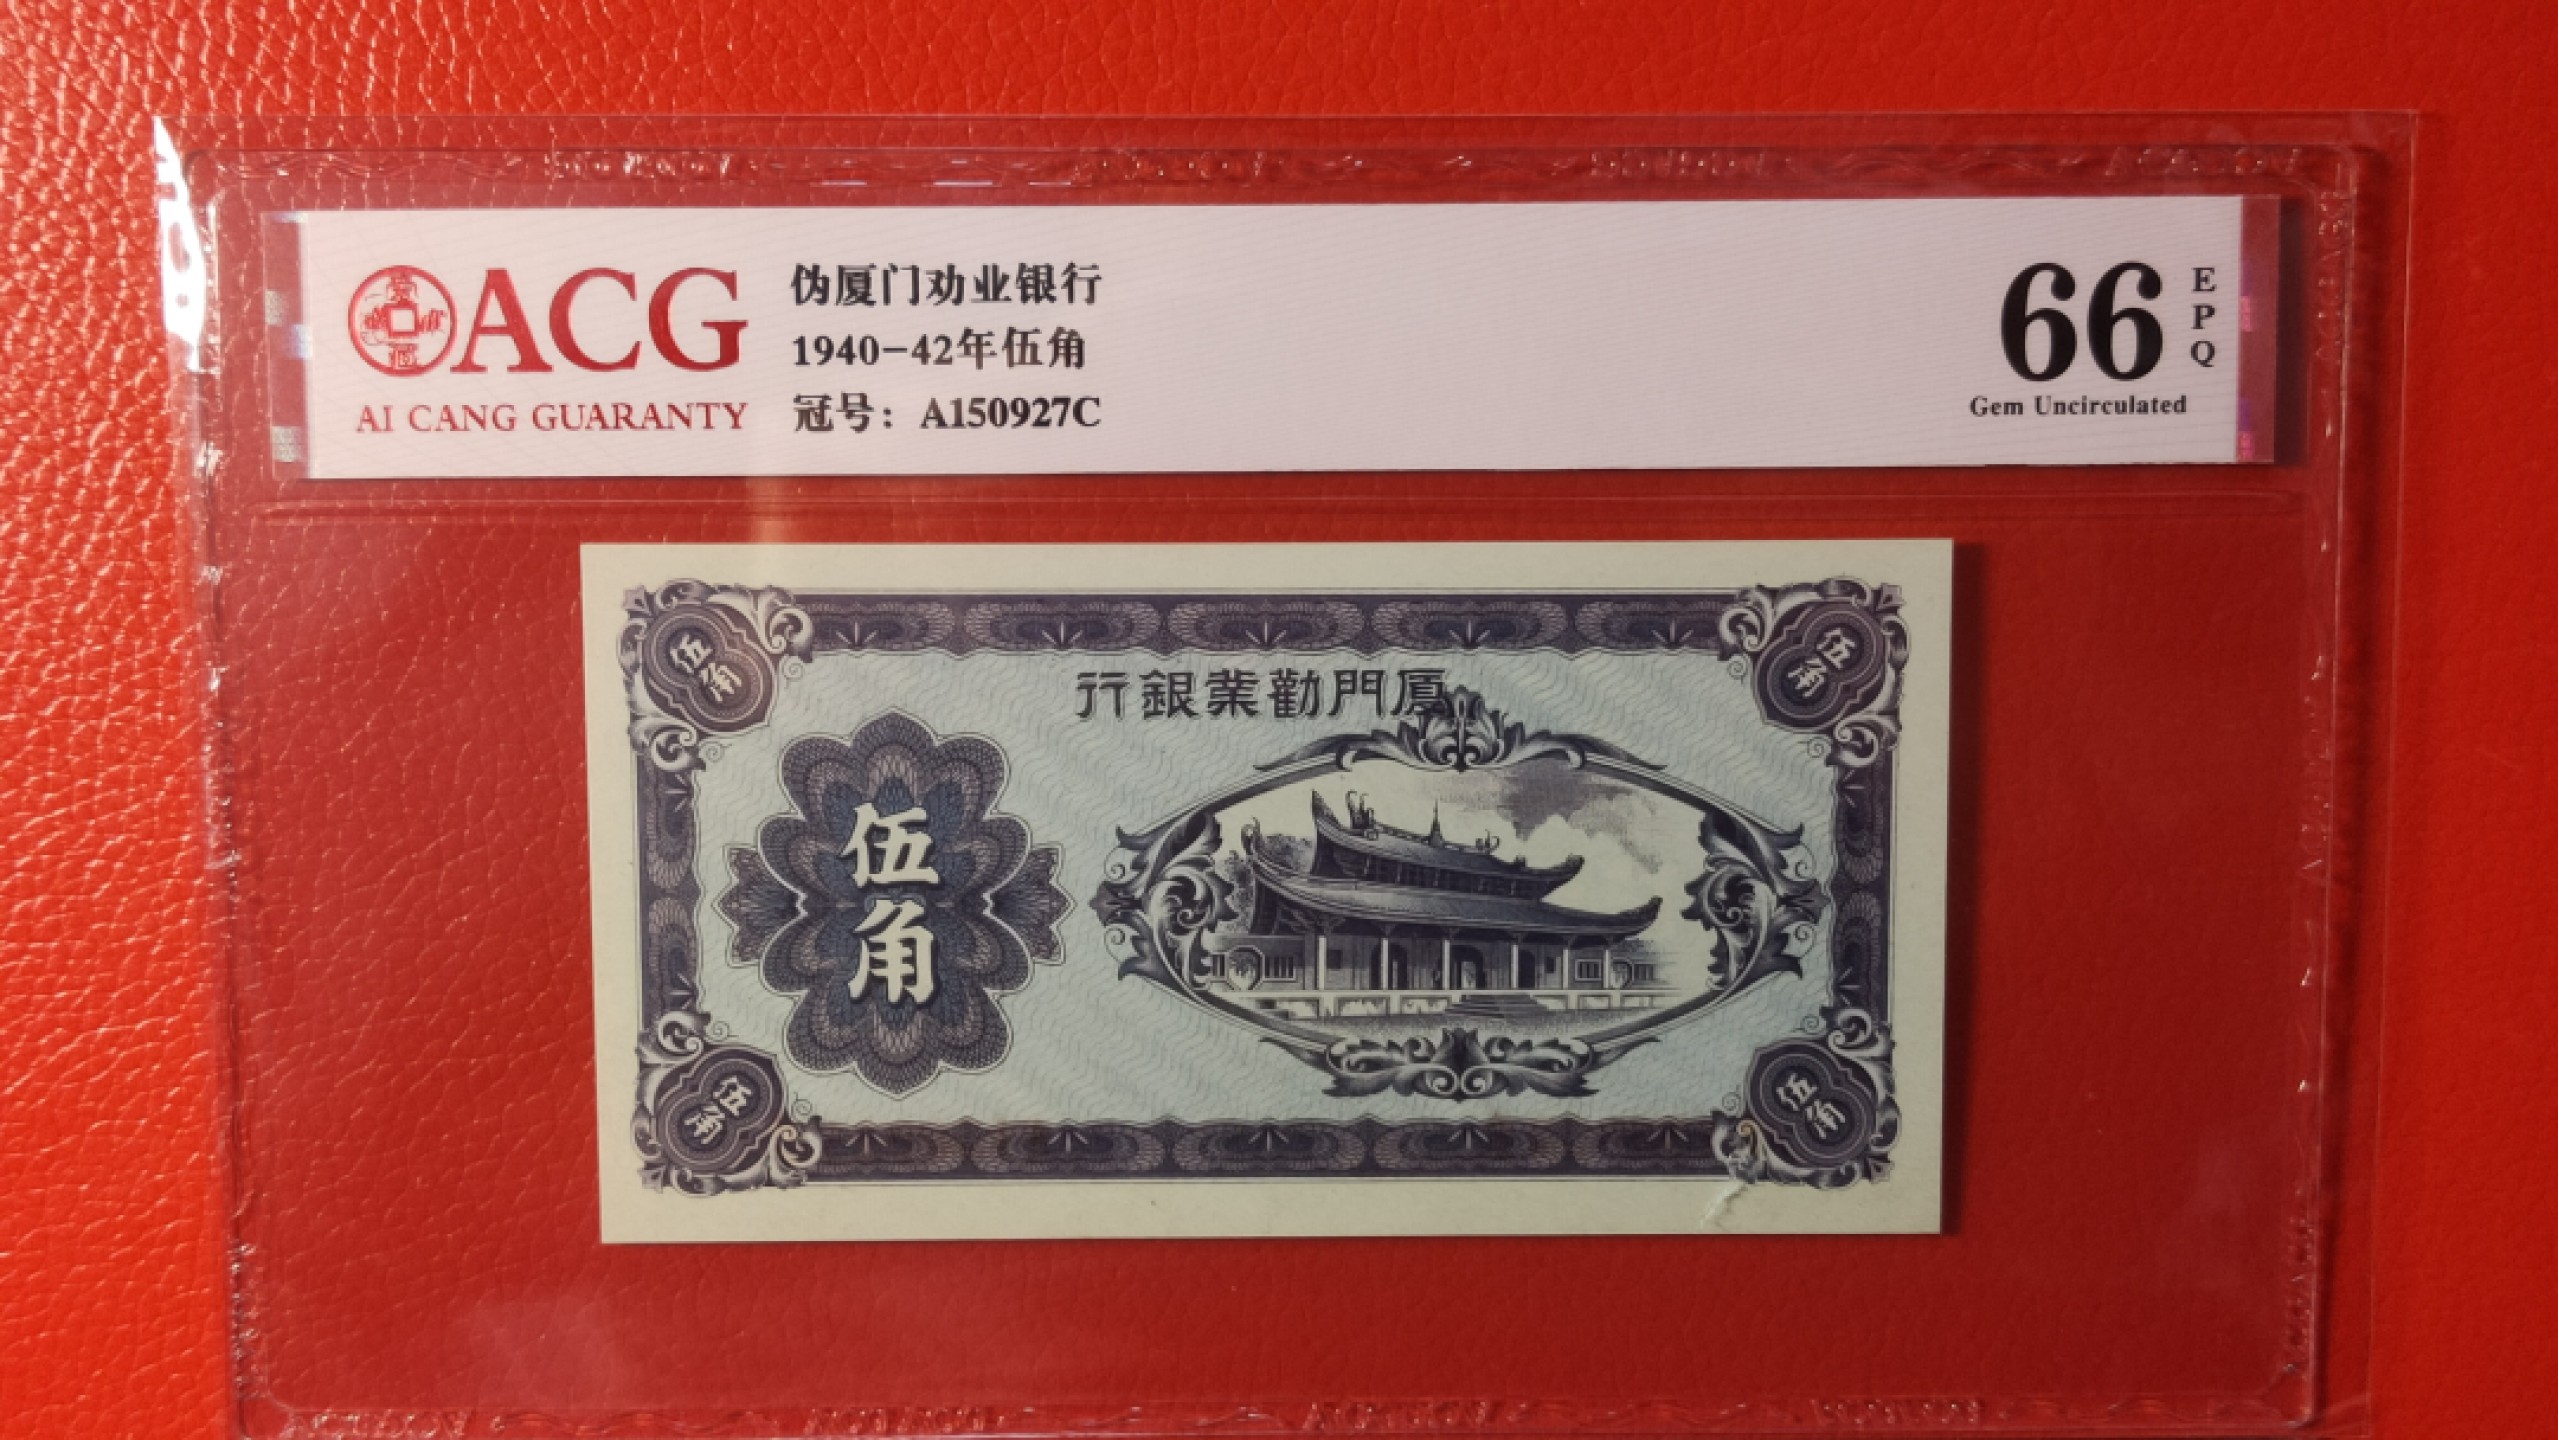 ACG
AI CANG GUARANTY
伪厦门劝业银行
1940-42年伍角
冠号：A150927C
66
EPQ
Gem Uncirculated
伍角
伍角
行銀業勸門厦
伍角
伍角
伍角